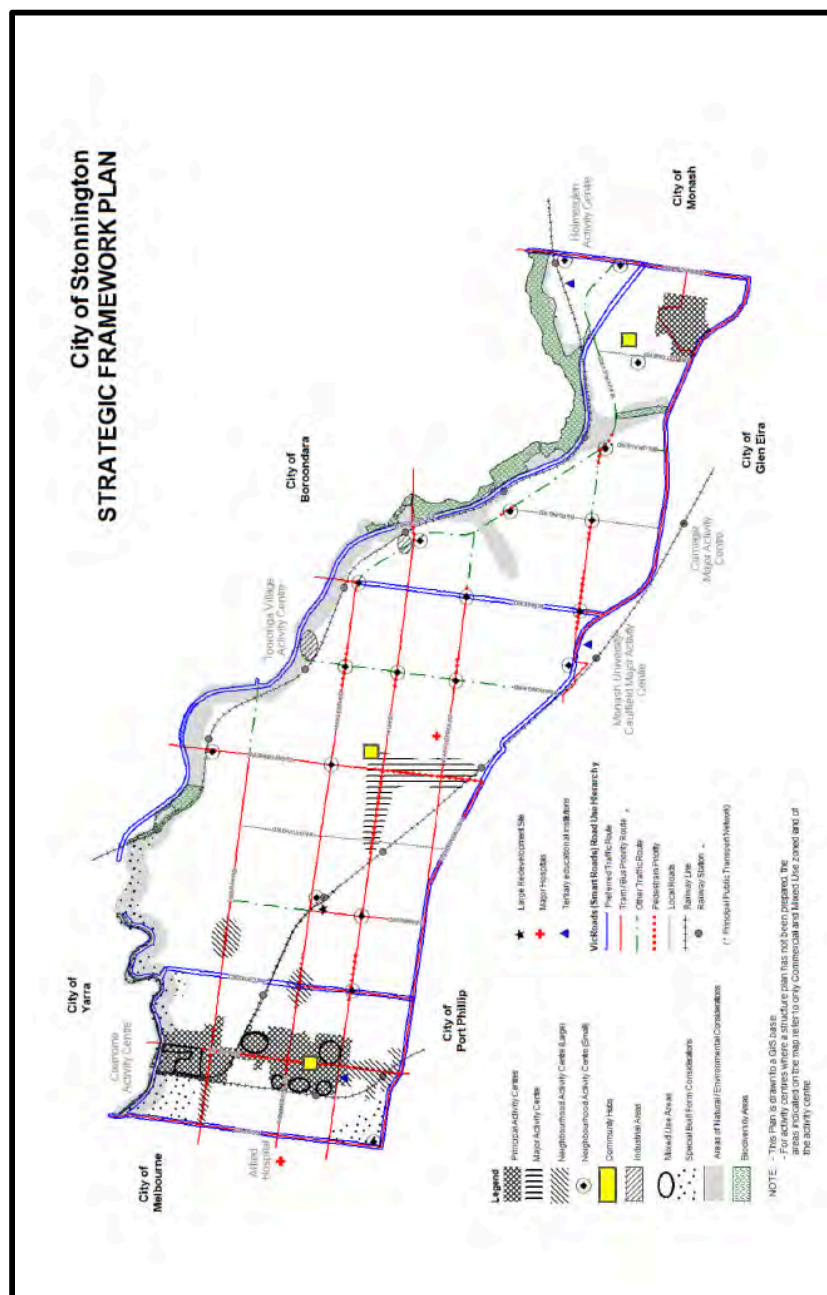 City of Stonnington
STRATEGIC FRAMEWORK PLAN
City of
Melbourne
City of
Yarra
City of
Boroondara
City of
Monash
City of
Port Phillip
City of
Glen Eira
Cremorne
Activity Centre
Tooronga Village
Activity Centre
Holmesglen
Activity Centre
Alfred
Hospital
Monash University
Caulfield Major Activity
Centre
Carnegie
Major Activity
Centre
Legend
Principal Activity Centres
Major Activity Centre
Neighbourhood Activity Centre (Large)
Neighbourhood Activity Centre (Small)
Community Hubs
Industrial Areas
Mixed Use Areas
Special Built Form Considerations
Areas of Natural / Environmental Considerations
Biodiversity Areas
Large Redevelopment Site
Major Hospitals
Tertiary educational institutions
VicRoads (Smart Roads) Road Use Hierarchy
Preferred Traffic Route
Tram / Bus Priority Route *
Other Traffic Route
Pedestrian Priority
Local Roads
Railway Line
Railway Station *
(* Principal Public Transport Network)
NOTE: - This Plan is drawn to a GIS base
- For activity centres where a structure plan has not been prepared, the
areas indicated on the map refer to only Commercial and Mixed Use zoned land of
the activity centre